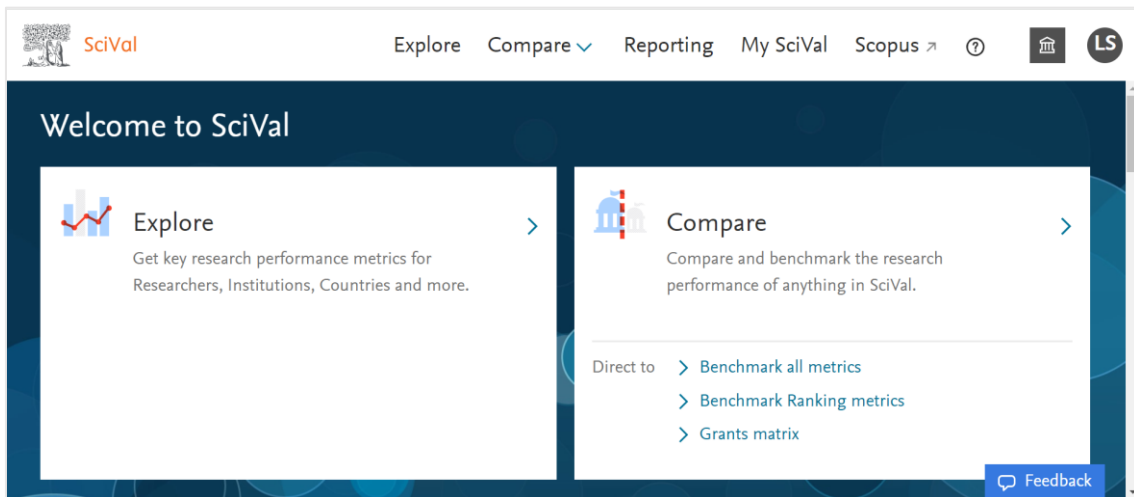 SciVal
Explore
Compare
Reporting
My SciVal
Scopus
LS
Welcome to SciVal
Explore
Get key research performance metrics for
Researchers, Institutions, Countries and more.
Compare
Compare and benchmark the research
performance of anything in SciVal.
Direct to
Benchmark all metrics
Benchmark Ranking metrics
Grants matrix
Feedback